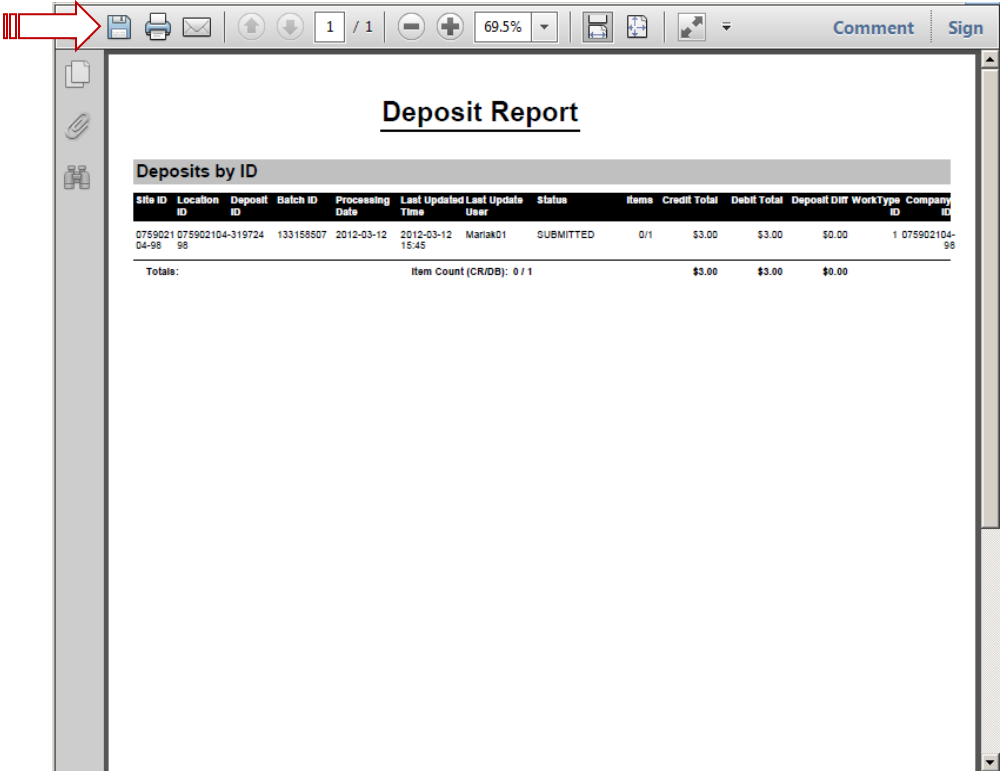 1 / 1 69.5% Comment Sign
Deposit Report
Deposits by ID
Site ID Location Deposit Batch ID Processing Last Updated Last Update Status Items Credit Total Debit Total Deposit Diff WorkType Company
ID ID Date Time User ID ID
0759021 075902104-319724 133158507 2012-03-12 2012-03-12 Mariak01 SUBMITTED 0/1 $3.00 $3.00 $0.00 1 075902104-
04-98 98 15:45 98
Totals: Item Count (CR/DB): 0 / 1 $3.00 $3.00 $0.00